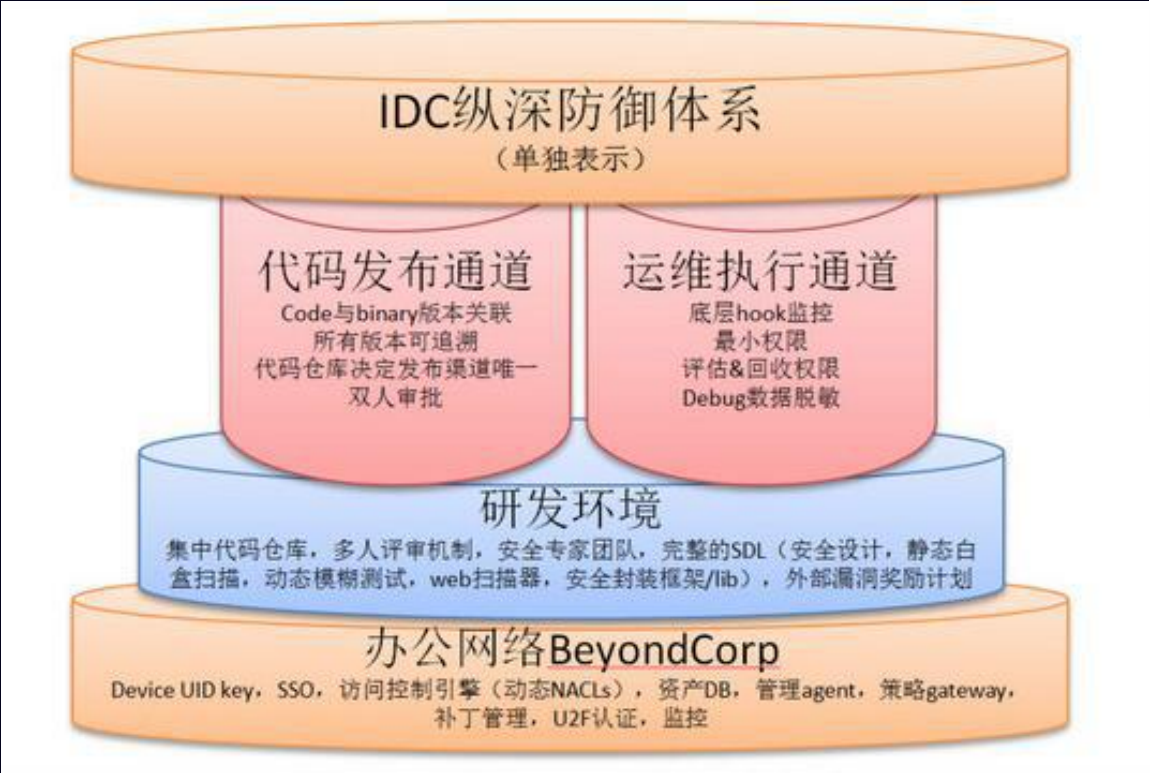 IDC纵深防御体系
（单独表示）
代码发布通道
Code与binary版本关联
所有版本可追溯
代码仓库决定发布渠道唯一
双人审批
运维执行通道
底层hook监控
最小权限
评估&回收权限
Debug数据脱敏
研发环境
集中代码仓库，多人评审机制，安全专家团队，完整的SDL（安全设计，静态白
盒扫描，动态模糊测试，web扫描器，安全封装框架/lib），外部漏洞奖励计划
办公网络BeyondCorp
Device UID key，SSO，访问控制引擎（动态NACLs），资产DB，管理agent，策略gateway，
补丁管理，U2F认证，监控